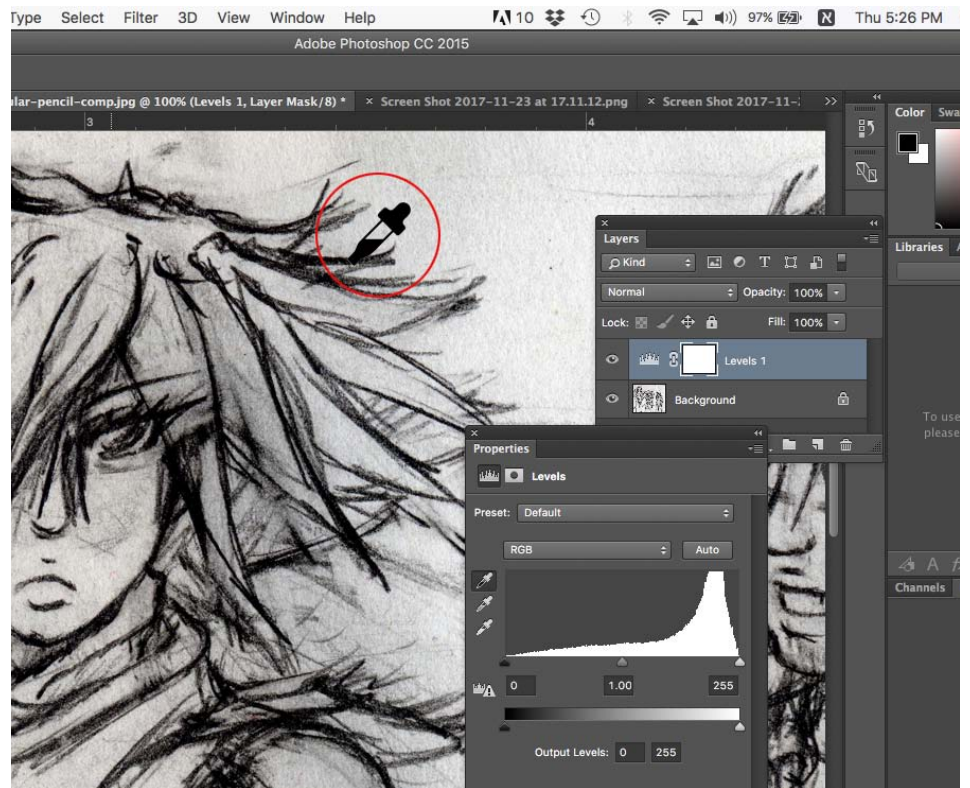 Type Select Filter 3D View Window Help 10 97% Thu 5:26 PM
Adobe Photoshop CC 2015
ular-pencil-comp.jpg @ 100% (Levels 1, Layer Mask/8) * × Screen Shot 2017-11-23 at 17.11.12.png × Screen Shot 2017-11-
3 4
Color Swa
Layers
Libraries A
Kind T
Normal Opacity: 100%
Lock: Fill: 100%
Levels 1
Background
To use
please
Properties
Levels
Preset: Default
RGB Auto
A f
Channels
0 1.00 255
Output Levels: 0 255